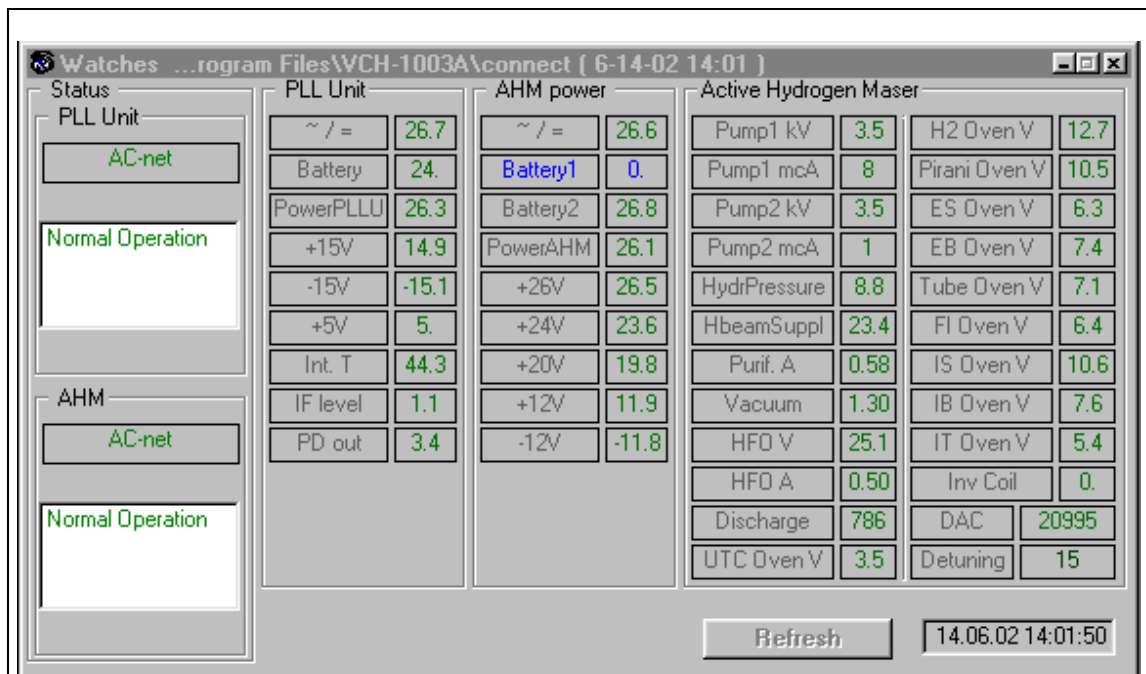 Watches ...rogram Files\VCH-1003A\connect ( 6-14-02 14:01 )
Status
PLL Unit
AC-net
Normal Operation
AHM
AC-net
Normal Operation
PLL Unit
~ / = 26.7
Battery 24.
PowerPLLU 26.3
+15V 14.9
-15V -15.1
+5V 5.
Int. T 44.3
IF level 1.1
PD out 3.4
AHM power
~ / = 26.6
Battery1 0.
Battery2 26.8
PowerAHM 26.1
+26V 26.5
+24V 23.6
+20V 19.8
+12V 11.9
-12V -11.8
Active Hydrogen Maser
Pump1 kV 3.5
Pump1 mcA 8
Pump2 kV 3.5
Pump2 mcA 1
HydrPressure 8.8
HbeamSuppl 23.4
Purif. A 0.58
Vacuum 1.30
HFO V 25.1
HFO A 0.50
Discharge 786
UTC Oven V 3.5
H2 Oven V 12.7
Pirani Oven V 10.5
ES Oven V 6.3
EB Oven V 7.4
Tube Oven V 7.1
FI Oven V 6.4
IS Oven V 10.6
IB Oven V 7.6
IT Oven V 5.4
Inv Coil 0.
DAC 20995
Detuning 15
Refresh
14.06.02 14:01:50